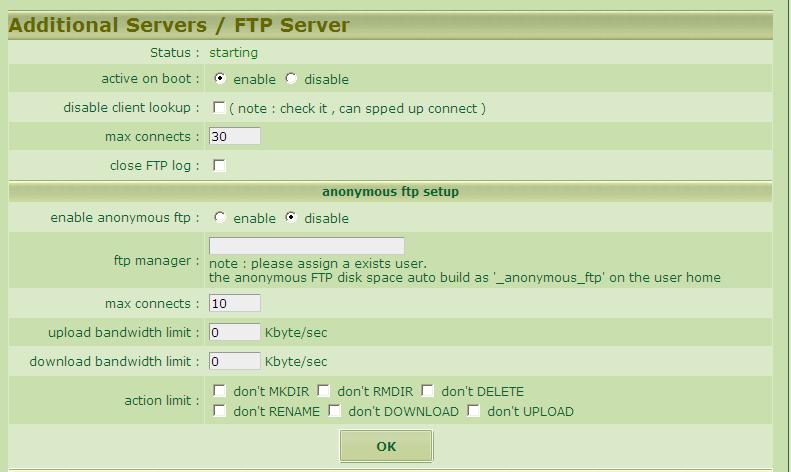 Additional Servers / FTP Server
Status : starting
active on boot : enable disable
disable client lookup : ( note : check it , can spped up connect )
max connects : 30
close FTP log :
anonymous ftp setup
enable anonymous ftp : enable disable
ftp manager :
note : please assign a exists user.
the anonymous FTP disk space auto build as '_anonymous_ftp' on the user home
max connects : 10
upload bandwidth limit : 0 Kbyte/sec
download bandwidth limit : 0 Kbyte/sec
action limit : don't MKDIR don't RMDIR don't DELETE
don't RENAME don't DOWNLOAD don't UPLOAD
OK